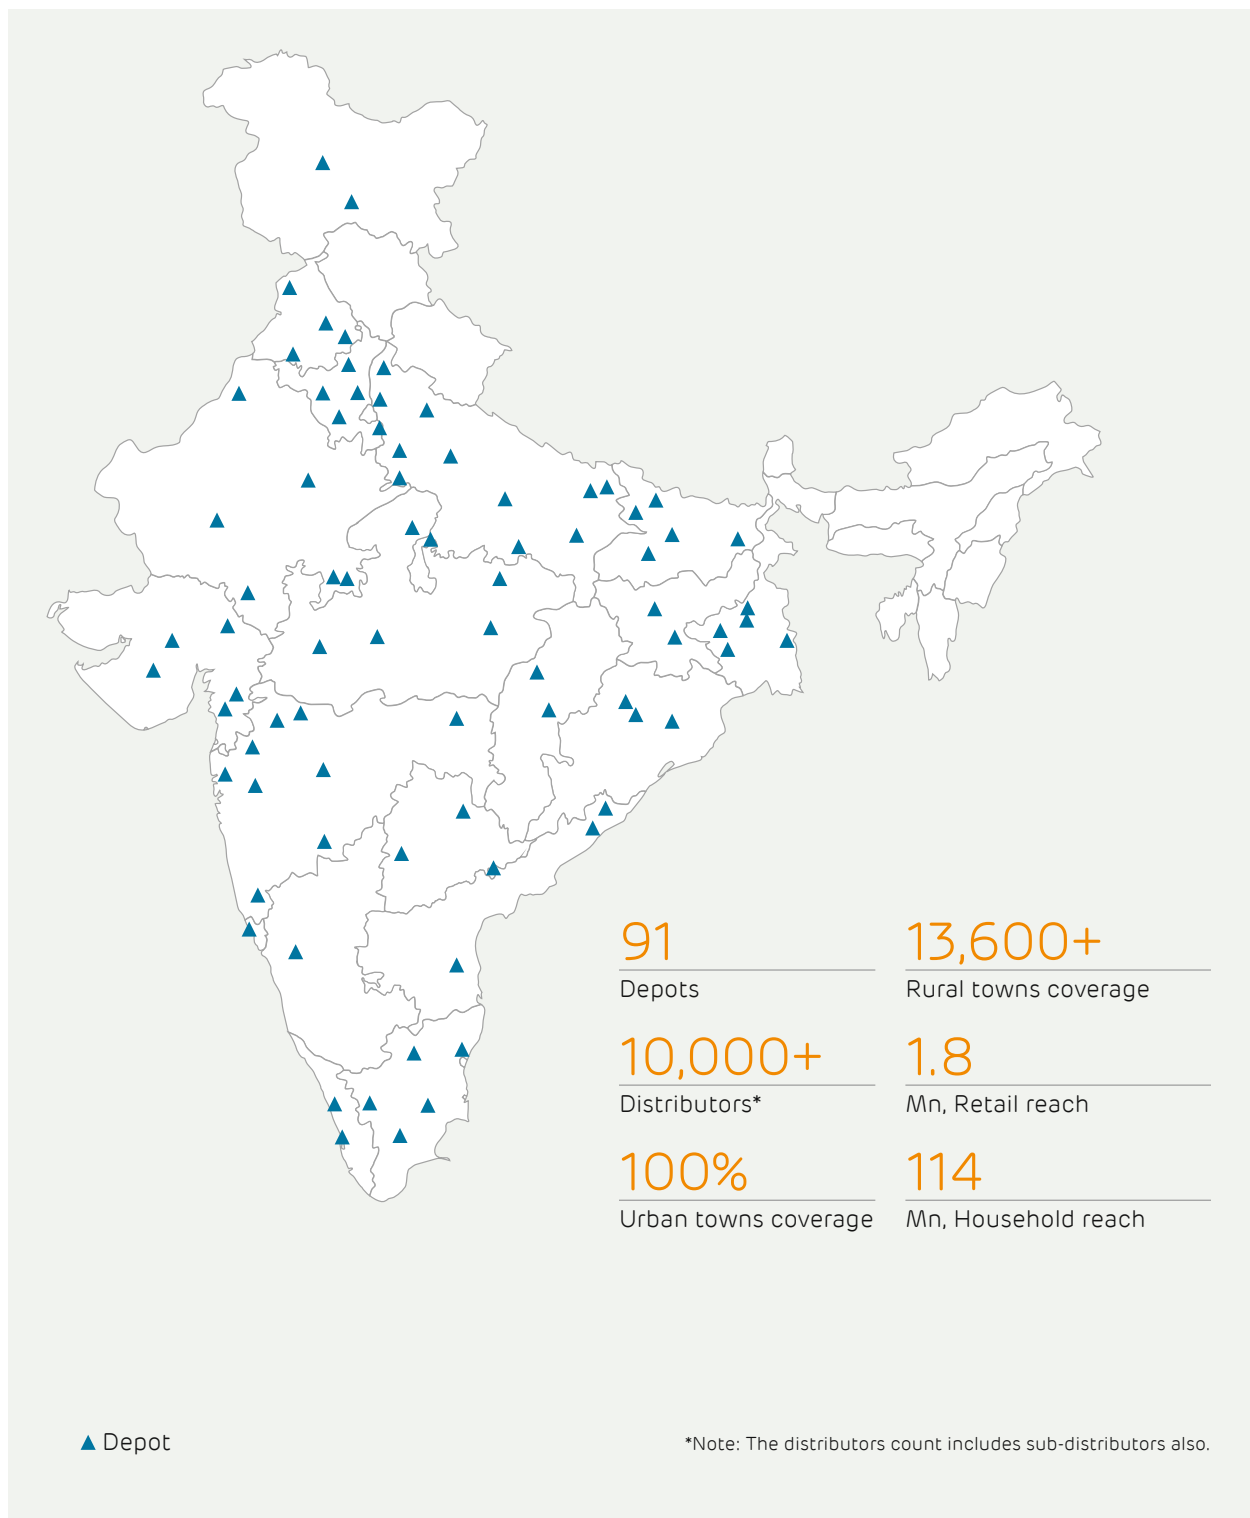 91
Depots
13,600+
Rural towns coverage
10,000+
Distributors*
1.8
Mn, Retail reach
100%
Urban towns coverage
114
Mn, Household reach
Depot
*Note: The distributors count includes sub-distributors also.